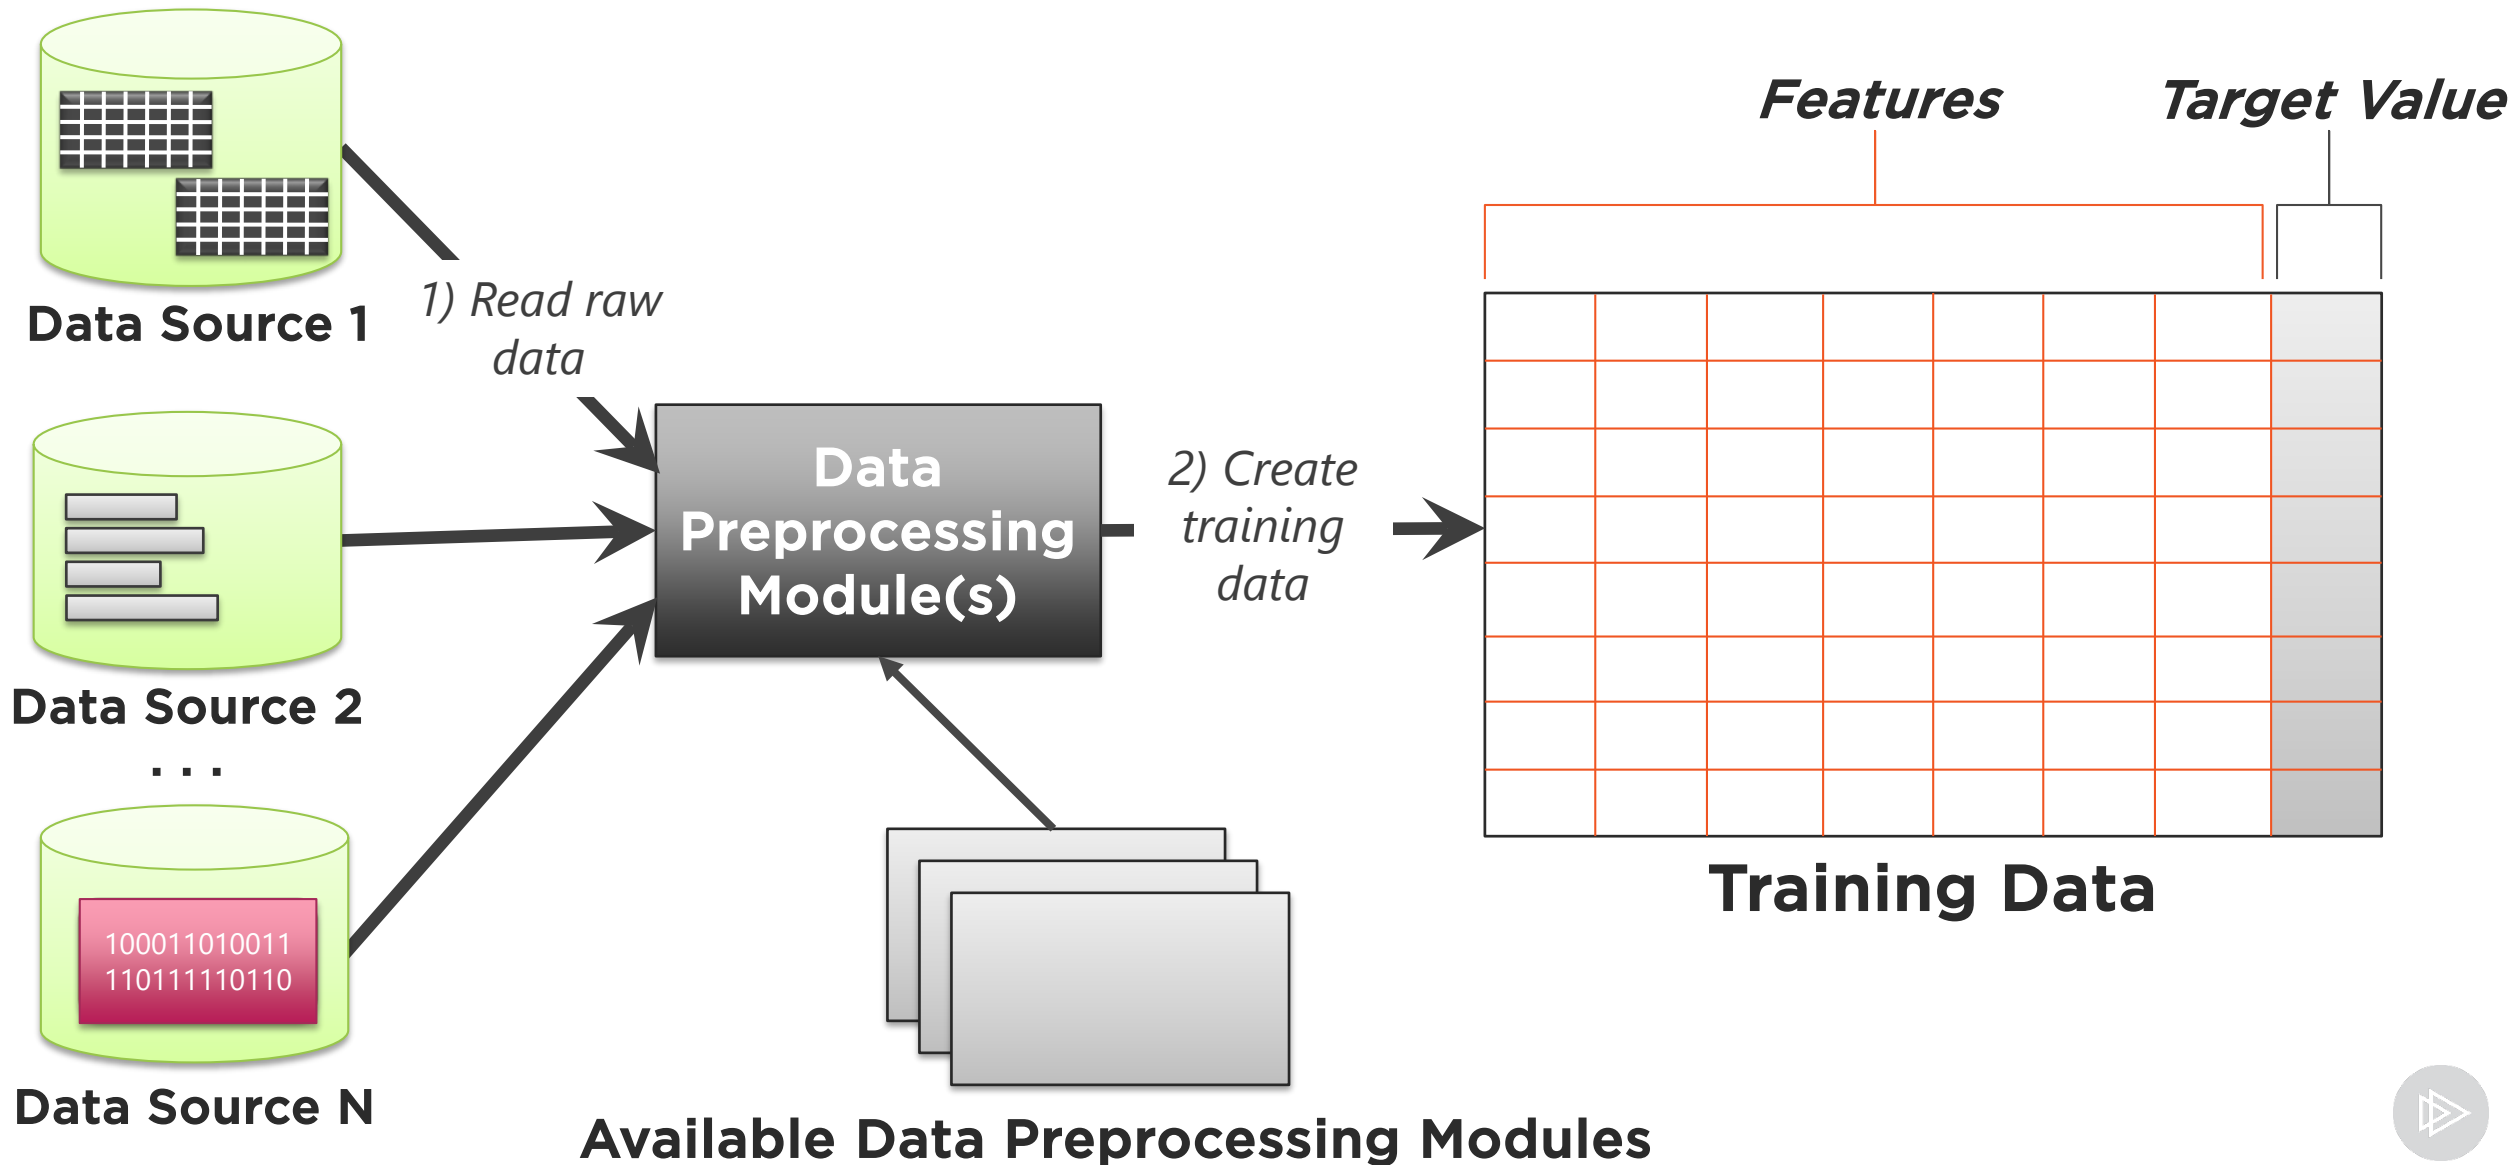 Features
Target Value
Data Source 1
1) Read raw
data
Data
Preprocessing
Module(s)
2) Create
training
data
Data Source 2
. . .
100011010011
110111110110
Data Source N
Training Data
Available Data Preprocessing Modules